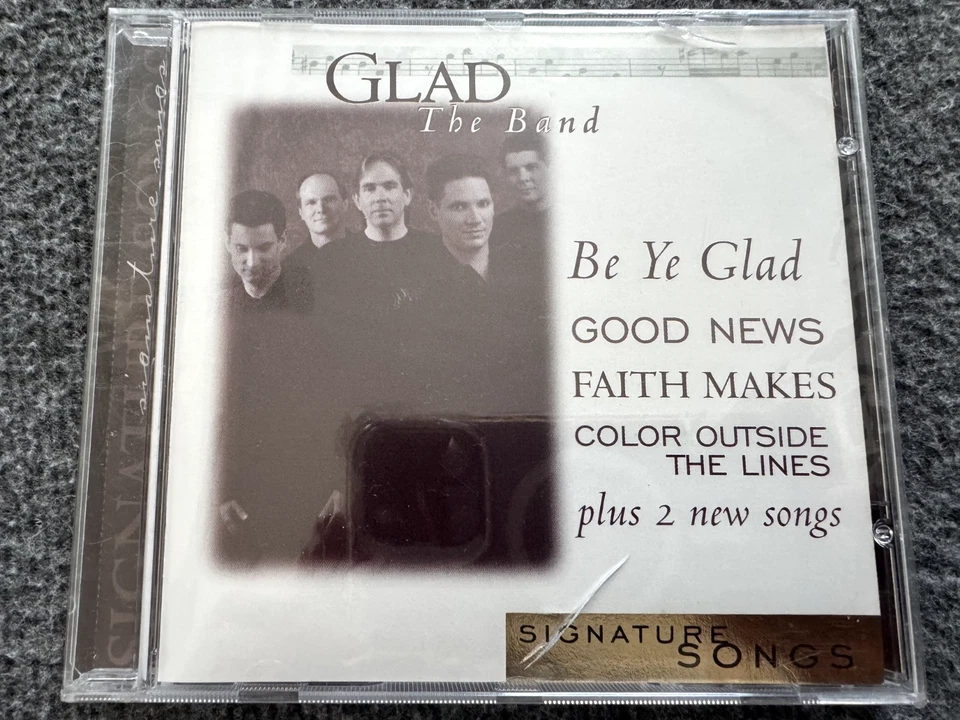 GLAD
The Band
Be Ye Glad
GOOD NEWS
FAITH MAKES
COLOR OUTSIDE
THE LINES
plus 2 new songs
SIGNATURE
SONGS
signature songs
SIGNATURE